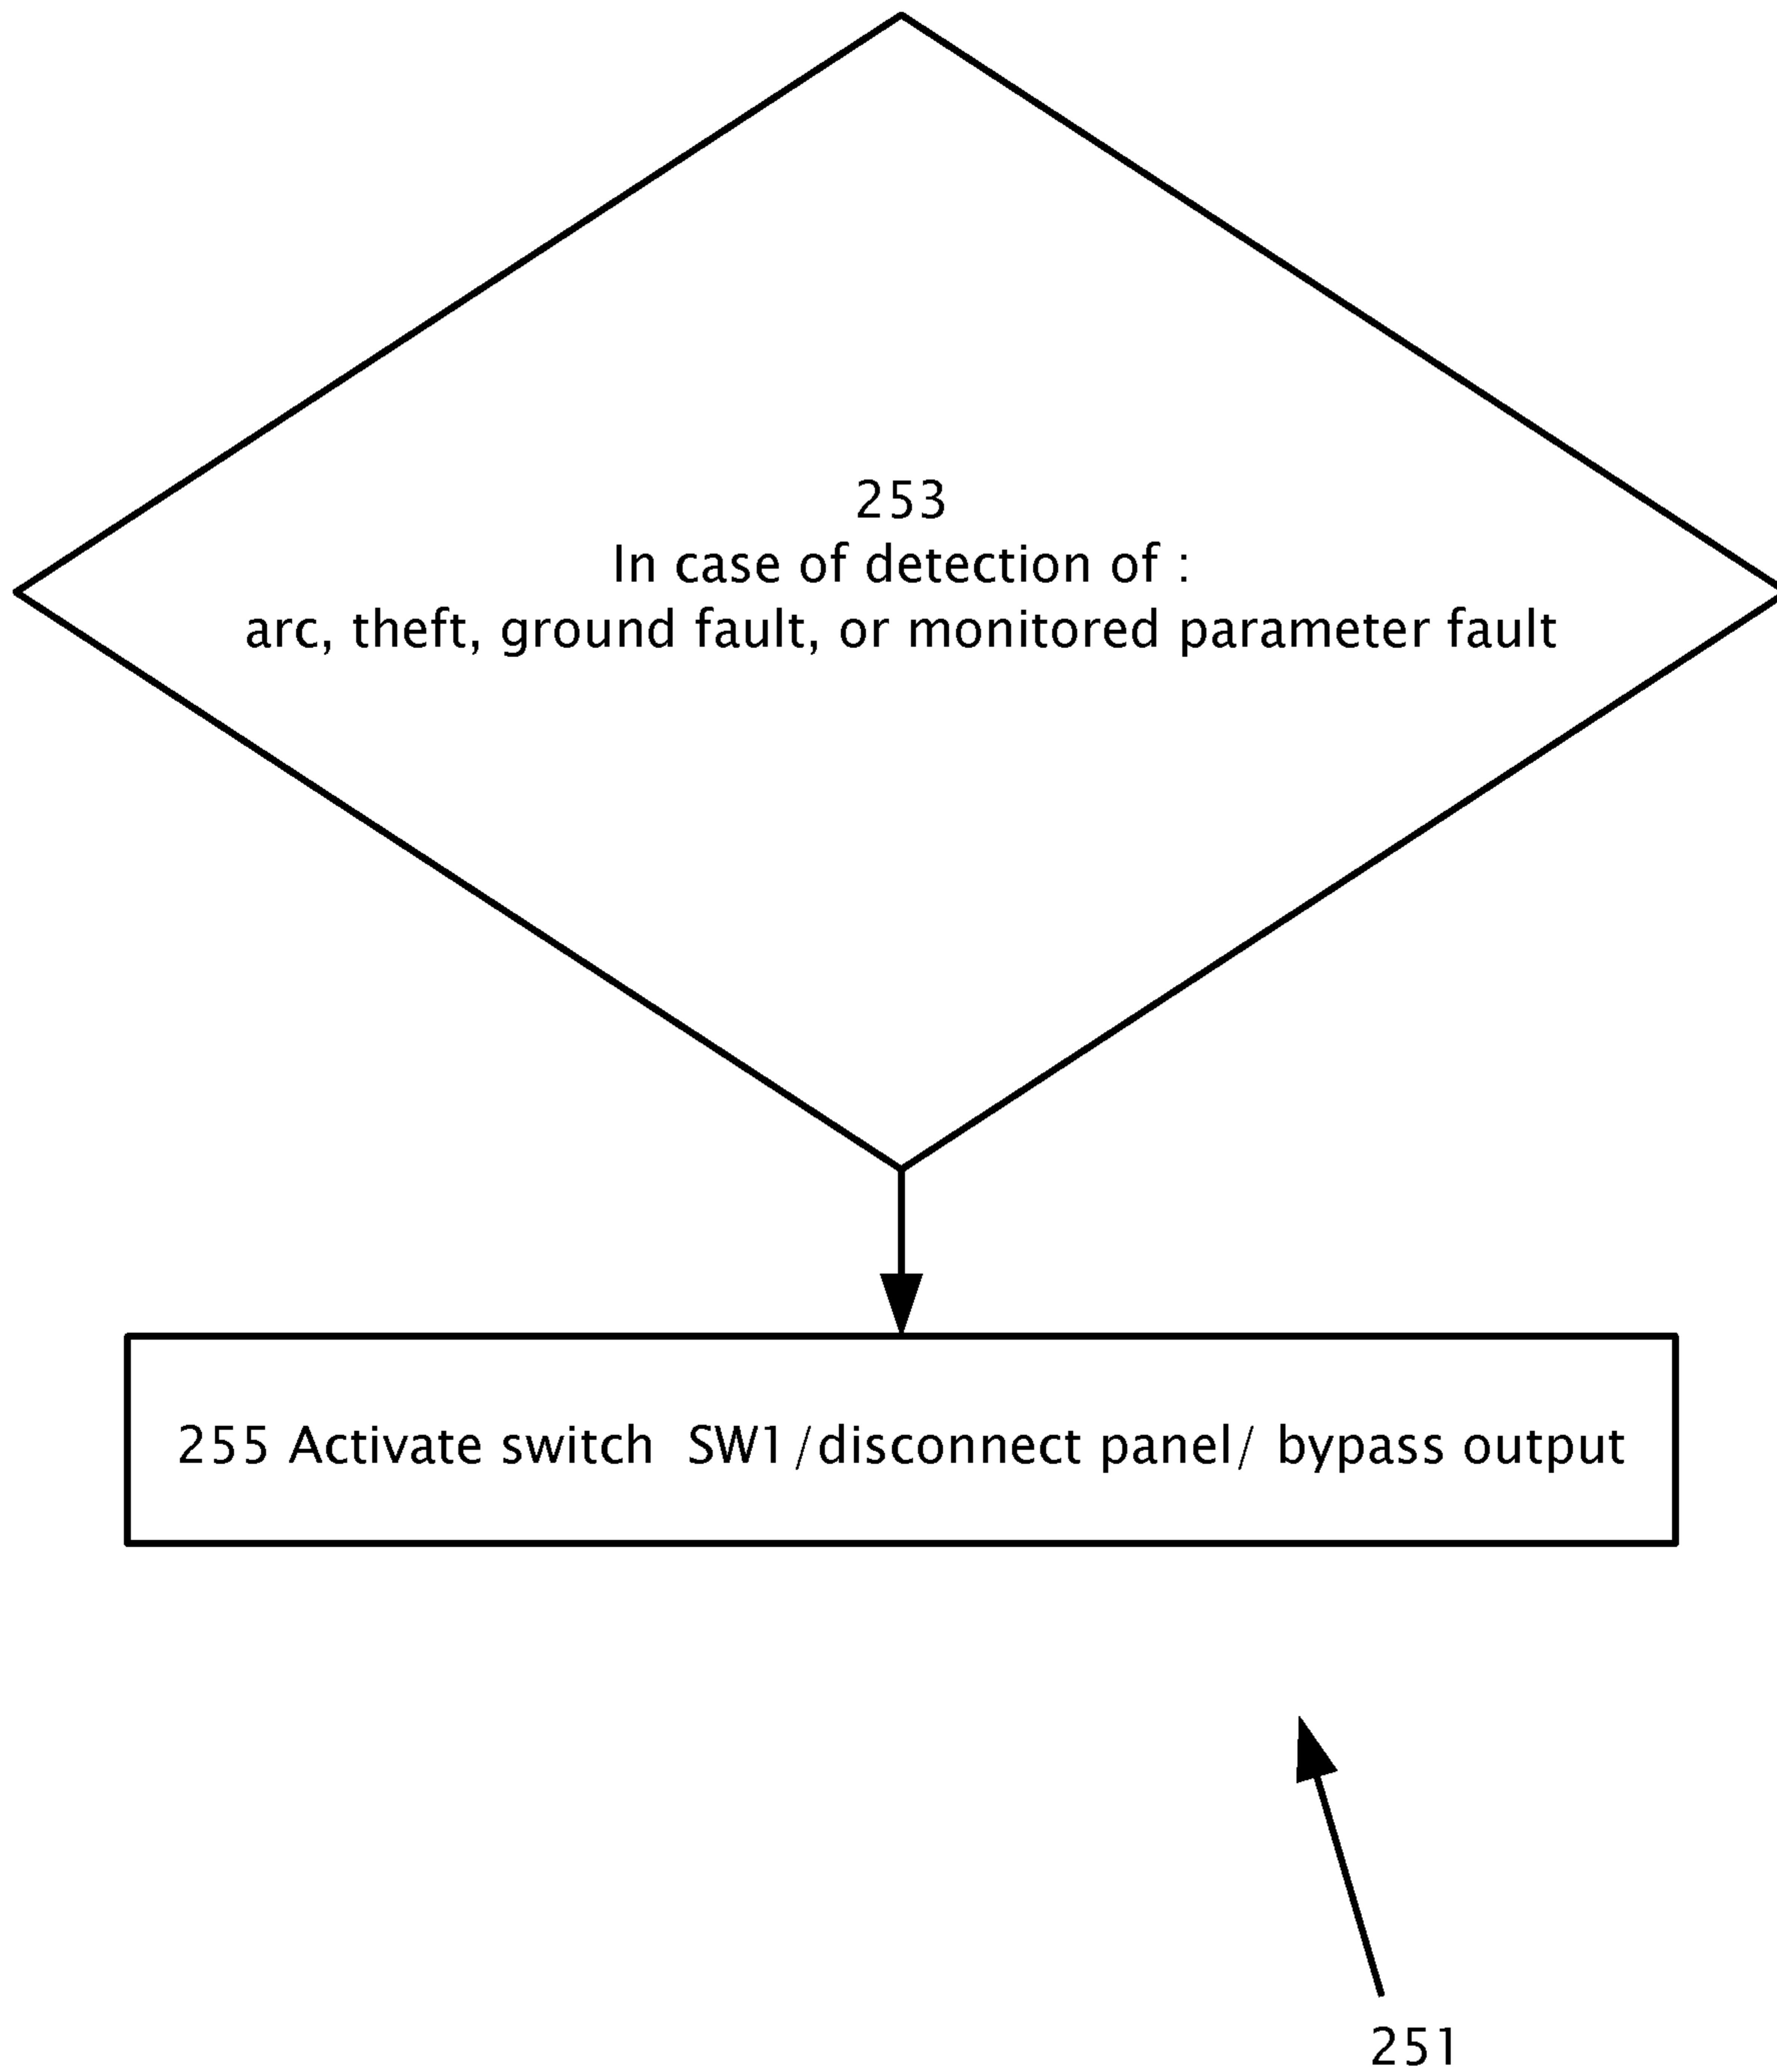 253
In case of detection of :
arc, theft, ground fault, or monitored parameter fault
255 Activate switch  SW1/disconnect panel/ bypass output
251